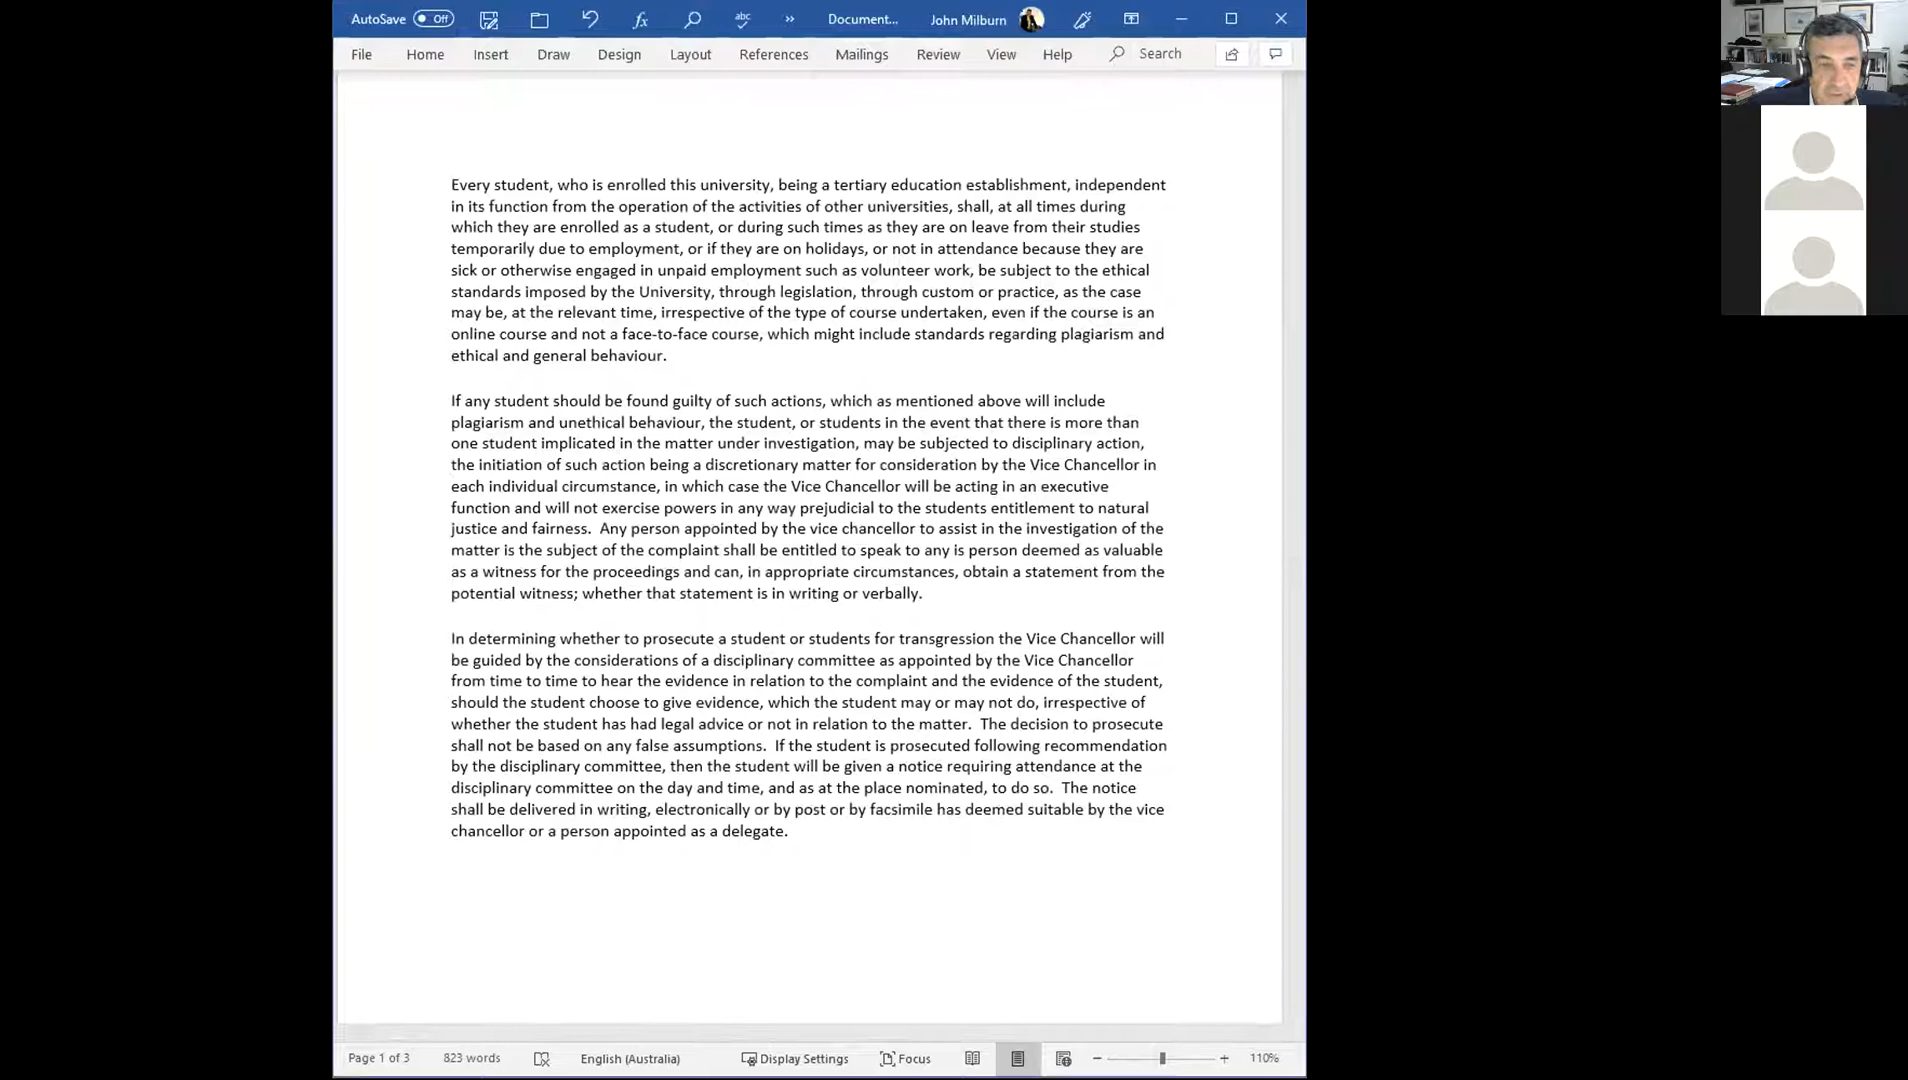 AutoSave Off Document... John Milburn
File Home Insert Draw Design Layout References Mailings Review View Help Search
Every student, who is enrolled this university, being a tertiary education establishment, independent
in its function from the operation of the activities of other universities, shall, at all times during
which they are enrolled as a student, or during such times as they are on leave from their studies
temporarily due to employment, or if they are on holidays, or not in attendance because they are
sick or otherwise engaged in unpaid employment such as volunteer work, be subject to the ethical
standards imposed by the University, through legislation, through custom or practice, as the case
may be, at the relevant time, irrespective of the type of course undertaken, even if the course is an
online course and not a face-to-face course, which might include standards regarding plagiarism and
ethical and general behaviour.
If any student should be found guilty of such actions, which as mentioned above will include
plagiarism and unethical behaviour, the student, or students in the event that there is more than
one student implicated in the matter under investigation, may be subjected to disciplinary action,
the initiation of such action being a discretionary matter for consideration by the Vice Chancellor in
each individual circumstance, in which case the Vice Chancellor will be acting in an executive
function and will not exercise powers in any way prejudicial to the students entitlement to natural
justice and fairness.  Any person appointed by the vice chancellor to assist in the investigation of the
matter is the subject of the complaint shall be entitled to speak to any is person deemed as valuable
as a witness for the proceedings and can, in appropriate circumstances, obtain a statement from the
potential witness; whether that statement is in writing or verbally.
In determining whether to prosecute a student or students for transgression the Vice Chancellor will
be guided by the considerations of a disciplinary committee as appointed by the Vice Chancellor
from time to time to hear the evidence in relation to the complaint and the evidence of the student,
should the student choose to give evidence, which the student may or may not do, irrespective of
whether the student has had legal advice or not in relation to the matter.  The decision to prosecute
shall not be based on any false assumptions.  If the student is prosecuted following recommendation
by the disciplinary committee, then the student will be given a notice requiring attendance at the
disciplinary committee on the day and time, and as at the place nominated, to do so.  The notice
shall be delivered in writing, electronically or by post or by facsimile has deemed suitable by the vice
chancellor or a person appointed as a delegate.
Page 1 of 3 823 words English (Australia) Display Settings Focus 110%